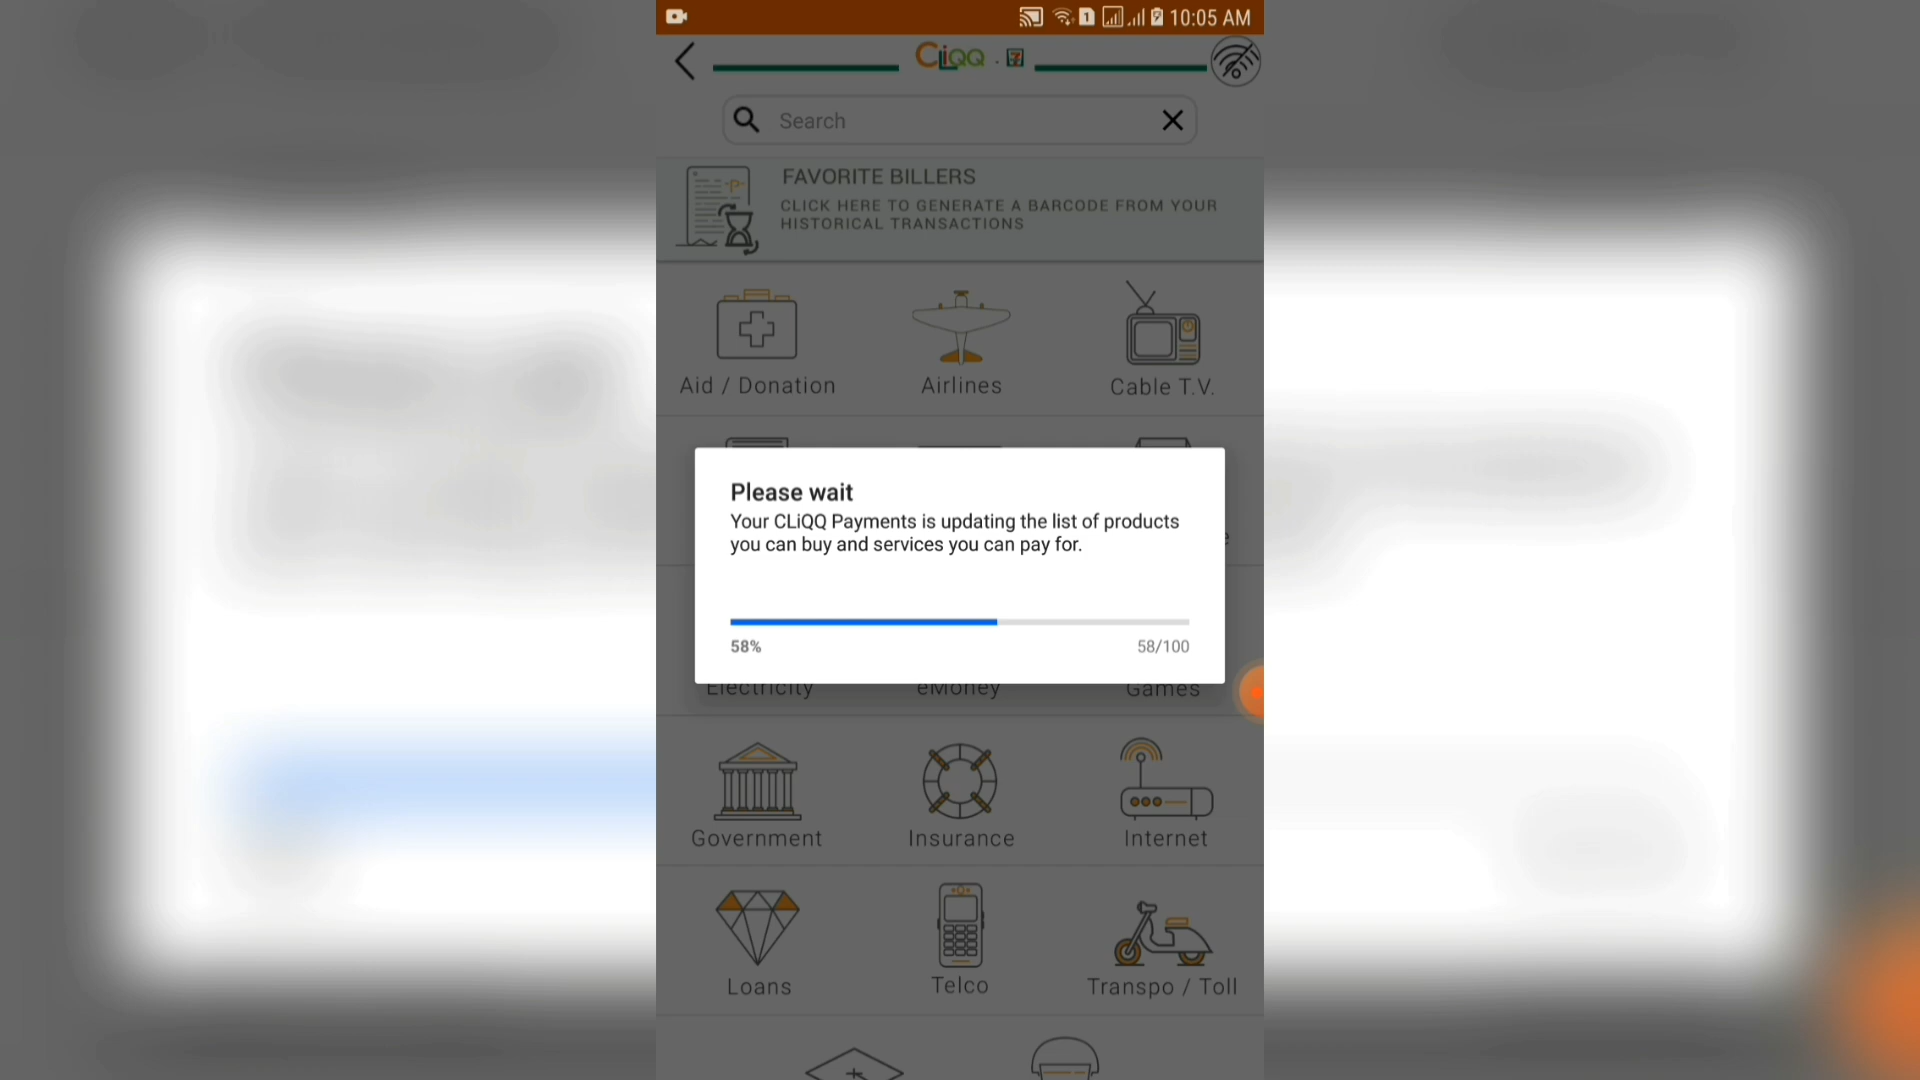 10:05 AM
CLiQQ . 7
Search
FAVORITE BILLERS
CLICK HERE TO GENERATE A BARCODE FROM YOUR
HISTORICAL TRANSACTIONS
Aid / Donation
Airlines
Cable T.V.
Please wait
Your CLiQQ Payments is updating the list of products
you can buy and services you can pay for.
58%
58/100
Electricity
eMoney
Games
Government
Insurance
Internet
Loans
Telco
Transpo / Toll